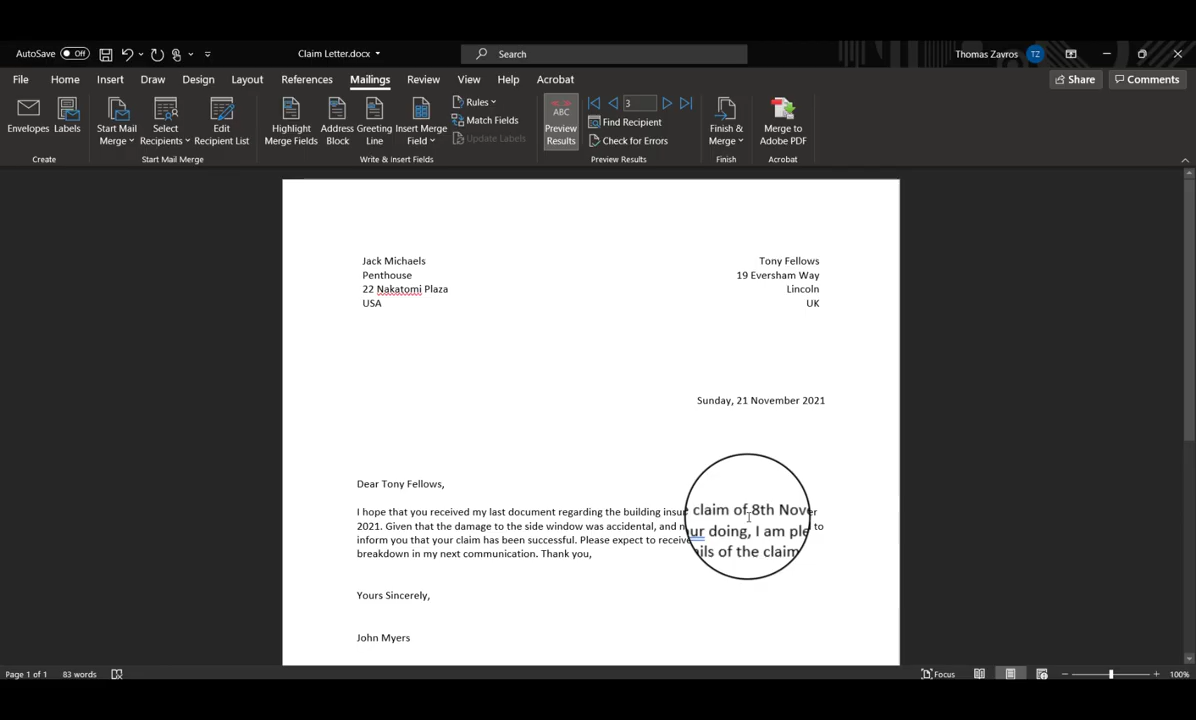 AutoSave Off Claim Letter.docx Search Thomas Zavros TZ
File Home Insert Draw Design Layout References Mailings Review View Help Acrobat Share Comments
Envelopes Labels Start Mail Merge Select Recipients Edit Recipient List Highlight Merge Fields Address Block Greeting Line Insert Merge Field Rules Match Fields Update Labels ABC Preview Results 3 Find Recipient Check for Errors Finish & Merge Merge to Adobe PDF
Create Start Mail Merge Write & Insert Fields Preview Results Finish Acrobat
Jack Michaels
Penthouse
22 Nakatomi Plaza
USA
Tony Fellows
19 Eversham Way
Lincoln
UK
Sunday, 21 November 2021
Dear Tony Fellows,
I hope that you received my last document regarding the building claim of 8th Nov
2021. Given that the damage to the side window was accidental, and doing, I am to
inform you that your claim has been successful. Please expect to receive of the claim
breakdown in my next communication. Thank you,
Yours Sincerely,
John Myers
Page 1 of 1 83 words Focus 100%